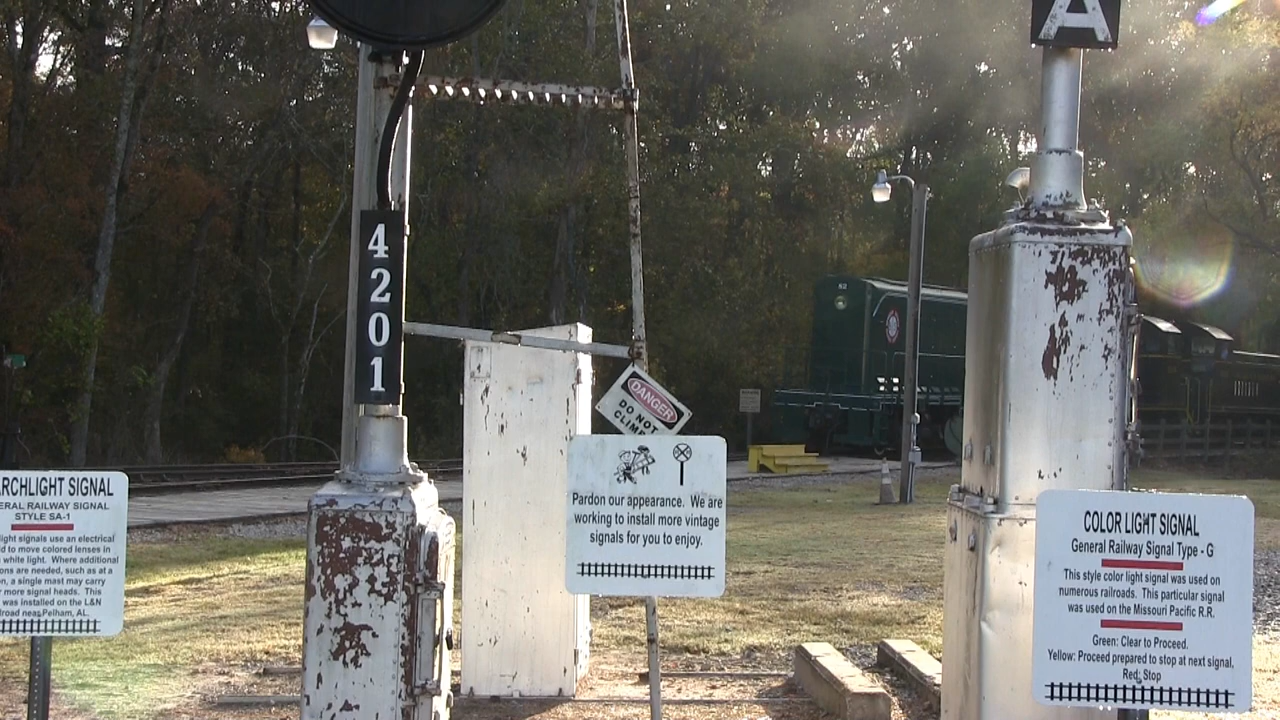 A
4
2
0
1
82
DANGER
DO NOT
CLIMB
ARCHLIGHT SIGNAL
ERAL RAILWAY SIGNAL
STYLE SA-1
light signals use an electrical
d to move colored lenses in
white light. Where additional
ons are needed, such as at a
on, a single mast may carry
more signal heads. This
was installed on the L&N
lroad near Pelham, AL.
Pardon our appearance. We are
working to install more vintage
signals for you to enjoy.
COLOR LIGHT SIGNAL
General Railway Signal Type - G
This style color light signal was used on
numerous railroads. This particular signal
was used on the Missouri Pacific R.R.
Green: Clear to Proceed.
Yellow: Proceed prepared to stop at next signal,
Red: Stop